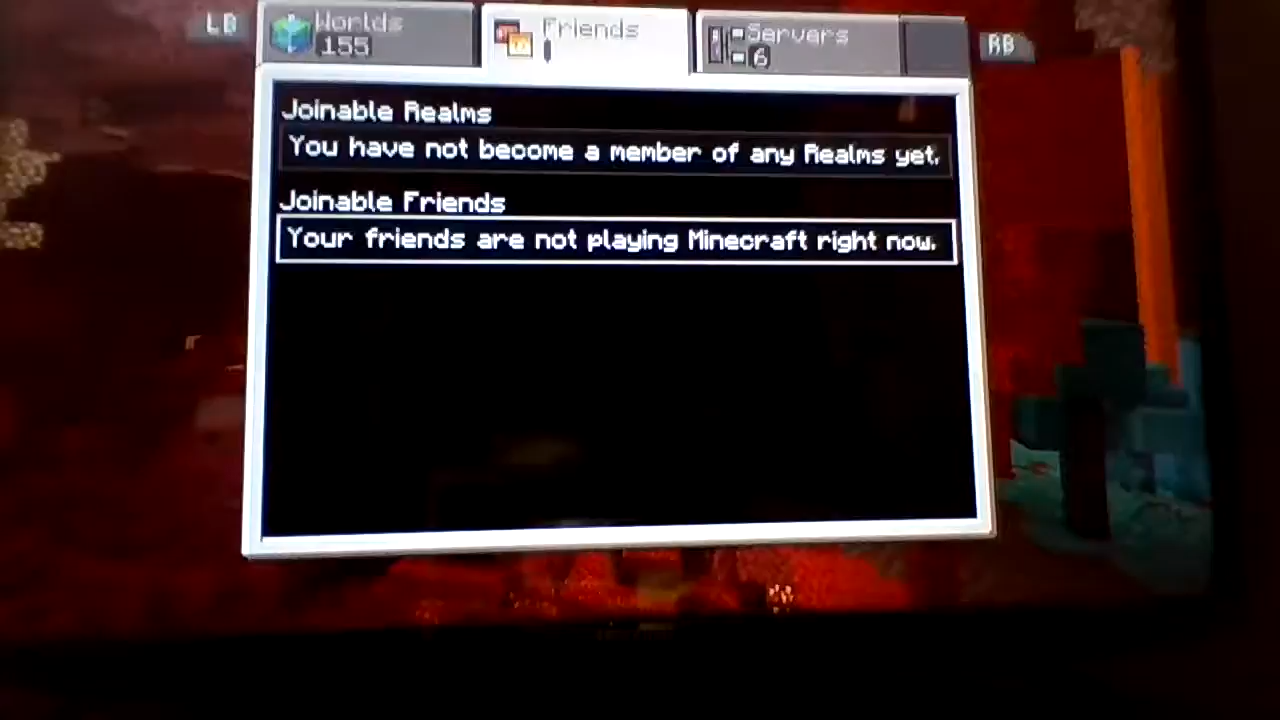 LB
Worlds
155
Friends
Servers
6
RB
Joinable Realms
You have not become a member of any Realms yet.
Joinable Friends
Your friends are not playing Minecraft right now.